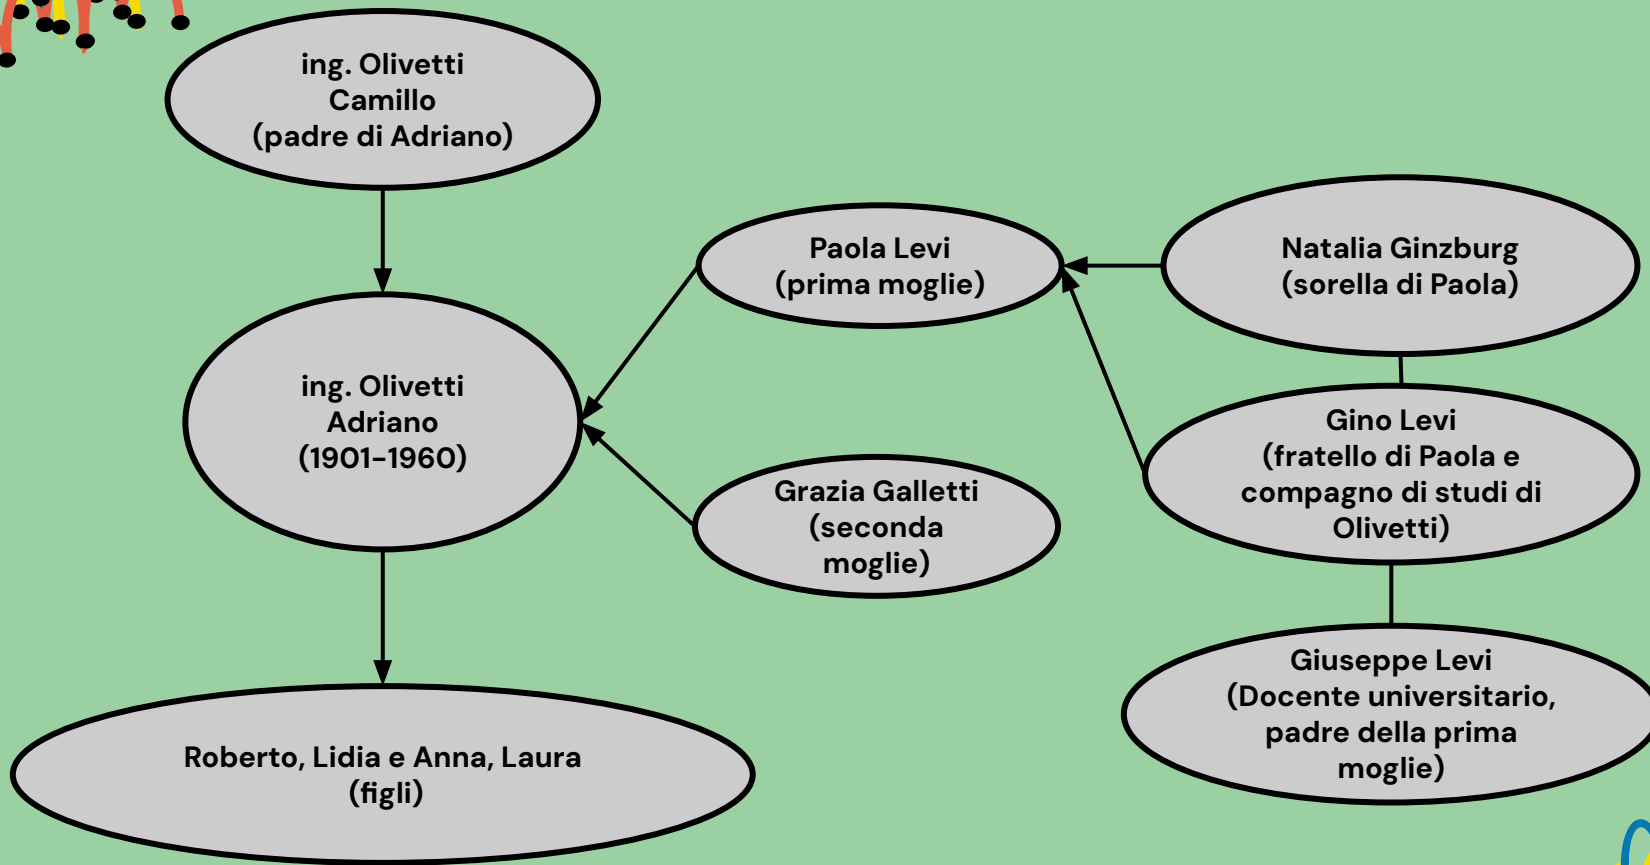 ing. Olivetti
Camillo
(padre di Adriano)
Paola Levi
(prima moglie)
Natalia Ginzburg
(sorella di Paola)
ing. Olivetti
Adriano
(1901-1960)
Gino Levi
(fratello di Paola e
compagno di studi di
Olivetti)
Grazia Galletti
(seconda
moglie)
Giuseppe Levi
(Docente universitario,
padre della prima
moglie)
Roberto, Lidia e Anna, Laura
(figli)